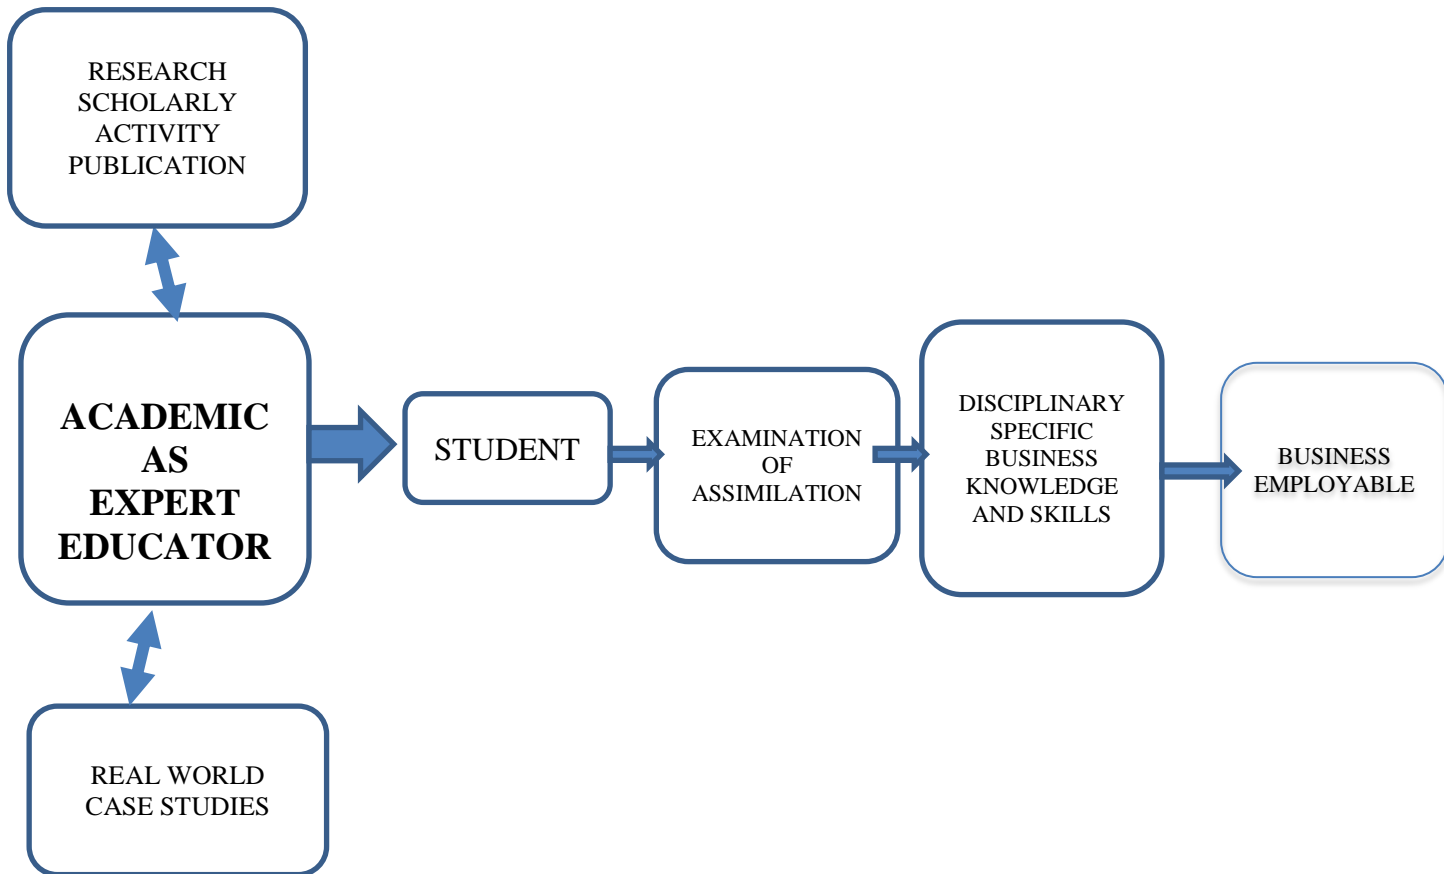 RESEARCH
SCHOLARLY
ACTIVITY
PUBLICATION
ACADEMIC
AS
EXPERT
EDUCATOR
STUDENT
EXAMINATION
OF
ASSIMILATION
DISCIPLINARY
SPECIFIC
BUSINESS
KNOWLEDGE
AND SKILLS
BUSINESS
EMPLOYABLE
REAL WORLD
CASE STUDIES